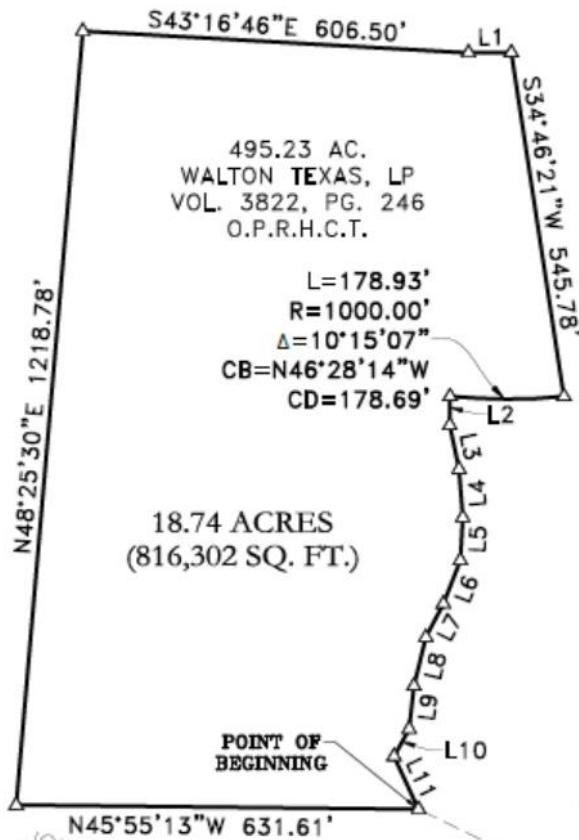 S43°16'46"E 606.50'
L1
S34°46'21"W 545.78'
495.23 AC.
WALTON TEXAS, LP
VOL. 3822, PG. 246
O.P.R.H.C.T.
L=178.93'
R=1000.00'
Δ=10°15'07"
CB=N46°28'14"W
CD=178.69'
L2
L3
L4
L5
L6
L7
L8
L9
L10
L11
N48°25'30"E 1218.78'
18.74 ACRES
(816,302 SQ. FT.)
POINT OF
BEGINNING
N45°55'13"W 631.61'